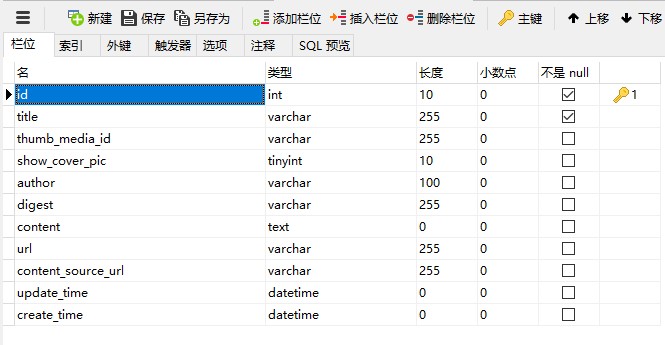 新建 保存 另存为 添加栏位 插入栏位 删除栏位 主键 上移 下移
栏位 索引 外键 触发器 选项 注释 SQL 预览
名 类型 长度 小数点 不是 null
id int 10 0 1
title varchar 255 0
thumb_media_id varchar 255 0
show_cover_pic tinyint 10 0
author varchar 100 0
digest varchar 255 0
content text 0 0
url varchar 255 0
content_source_url varchar 255 0
update_time datetime 0 0
create_time datetime 0 0